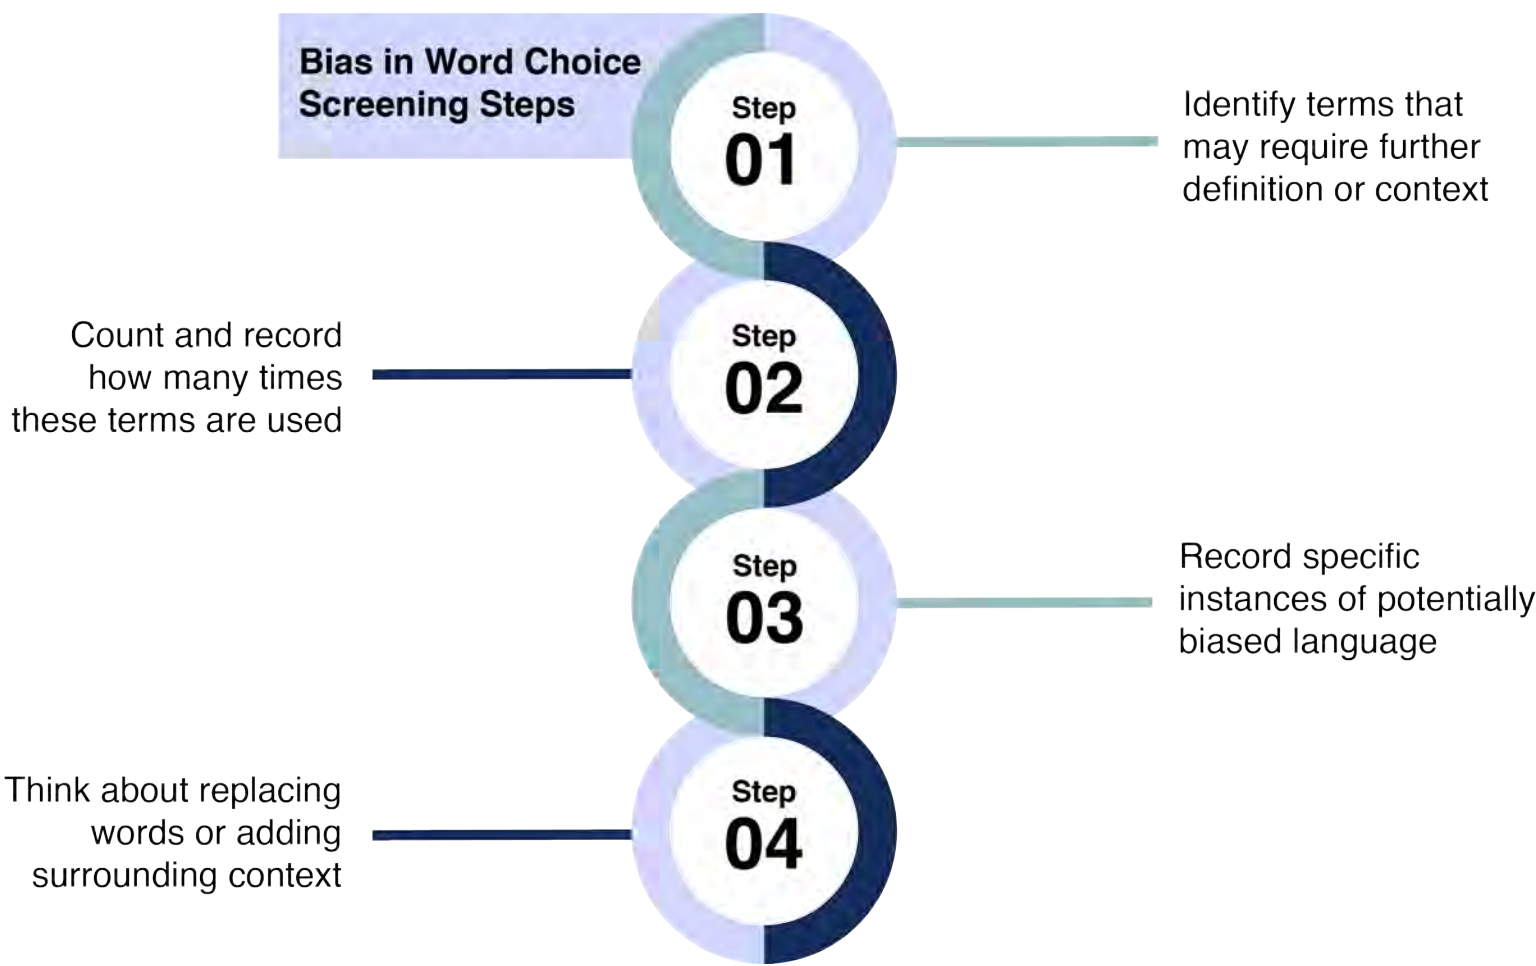 Bias in Word Choice
Screening Steps
Step
01
Identify terms that
may require further
definition or context
Step
02
Count and record
how many times
these terms are used
Step
03
Record specific
instances of potentially
biased language
Step
04
Think about replacing
words or adding
surrounding context